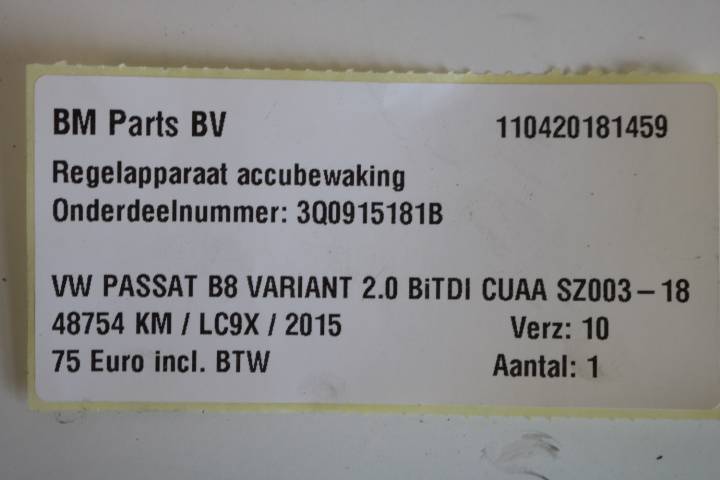 BM Parts BV 110420181459
Regelapparaat accubewaking
Onderdeelnummer: 3Q0915181B
VW PASSAT B8 VARIANT 2.0 BiTDI CUAA SZ003-18
48754 KM / LC9X / 2015 Verz: 10
75 Euro incl. BTW Aantal: 1